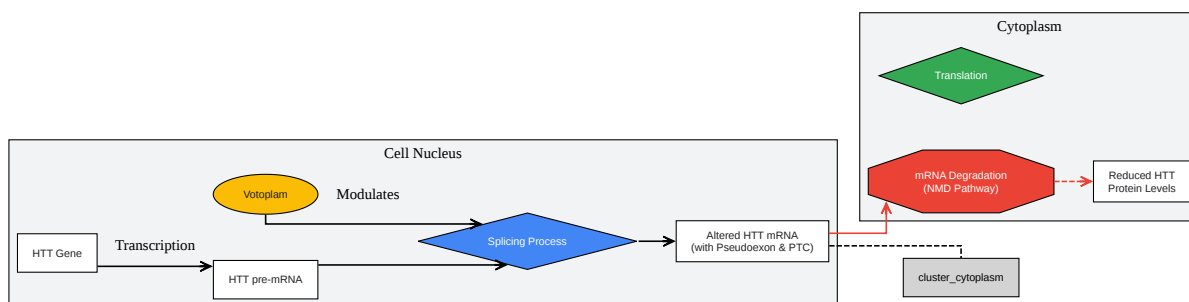 Cytoplasm
Translation
Cell Nucleus
Votoplam
Modulates
mRNA Degradation
(NMD Pathway)
Reduced HTT
Protein Levels
HTT Gene
Transcription
HTT pre-mRNA
Splicing Process
Altered HTT mRNA
(with Pseudoexon & PTC)
cluster_cytoplasm